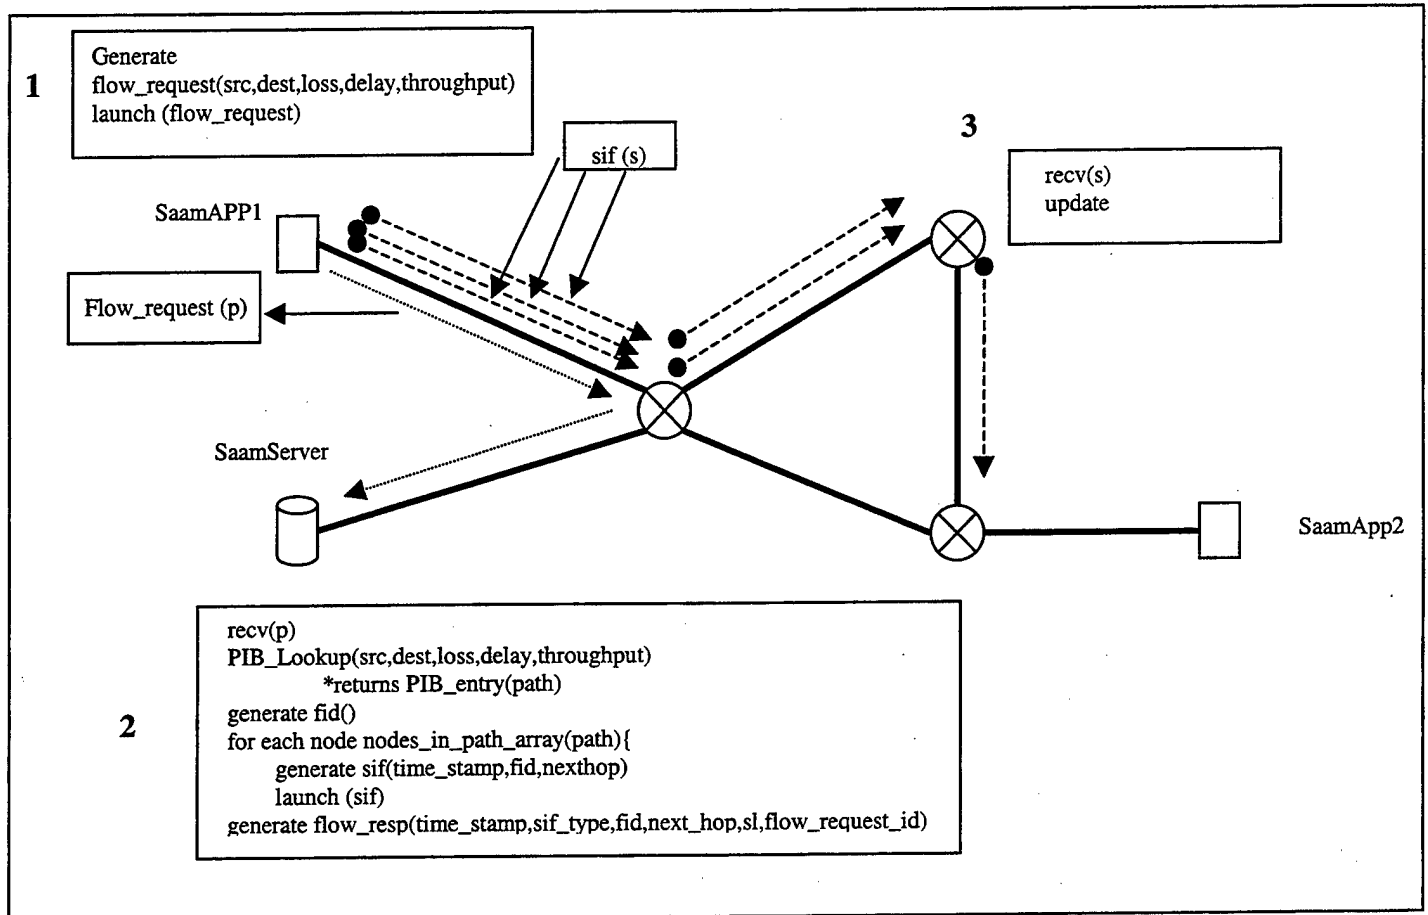 1
Generate
flow_request(src,dest,loss,delay,throughput)
launch (flow_request)
sif (s)
3
recv(s)
update
SaamAPP1
Flow_request (p)
SaamServer
SaamApp2
2
recv(p)
PIB_Lookup(src,dest,loss,delay,throughput)
*returns PIB_entry(path)
generate fid()
for each node nodes_in_path_array(path){
generate sif(time_stamp,fid,nexthop)
launch (sif)
generate flow_resp(time_stamp,sif_type,fid,next_hop,sl,flow_request_id)